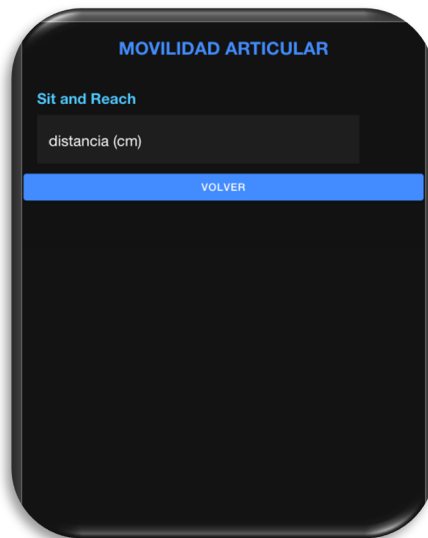 MOVILIDAD ARTICULAR
Sit and Reach
distancia (cm)
VOLVER